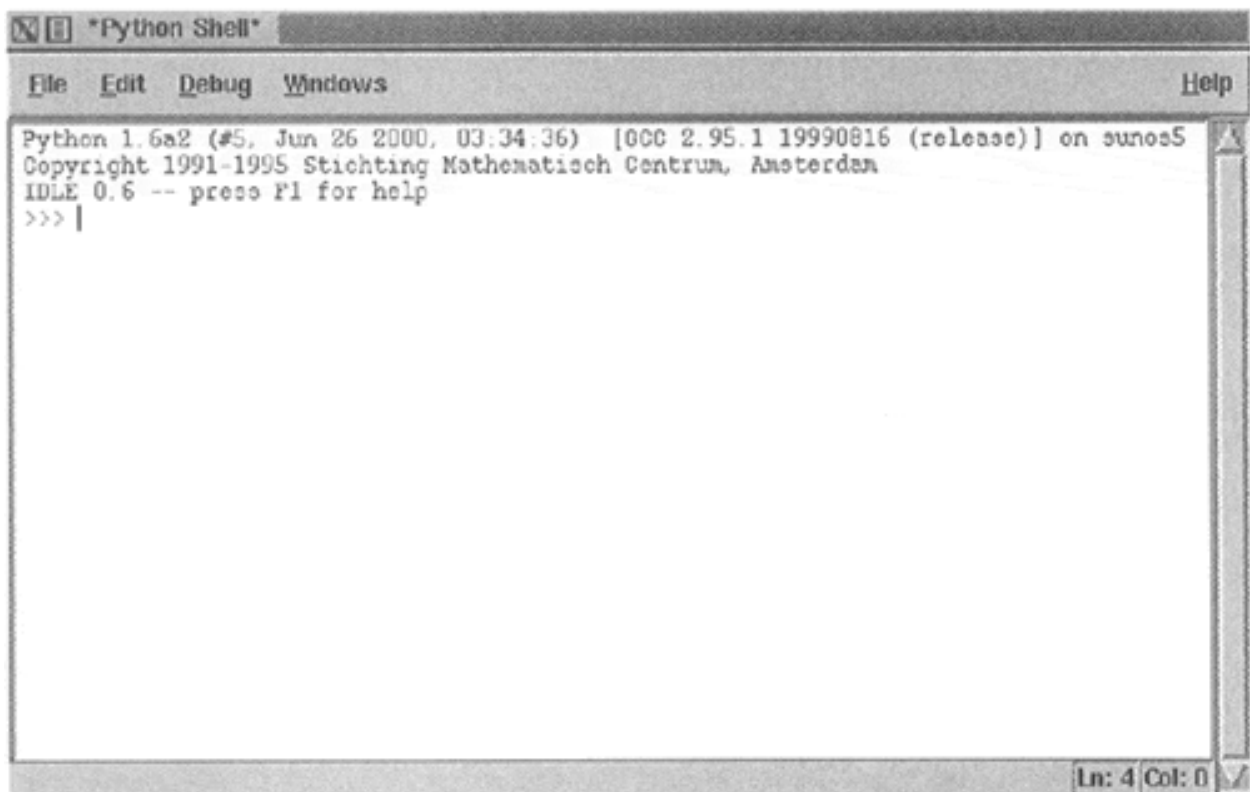 *Python Shell*
File Edit Debug Windows Help
Python 1.6a2 (#5, Jun 26 2000, 03:34:36) [GCC 2.95.1 19990816 (release)] on sunos5
Copyright 1991-1995 Stichting Mathematisch Centrum, Amsterdam
IDLE 0.6 -- press F1 for help
>>>
Ln: 4 Col: 0